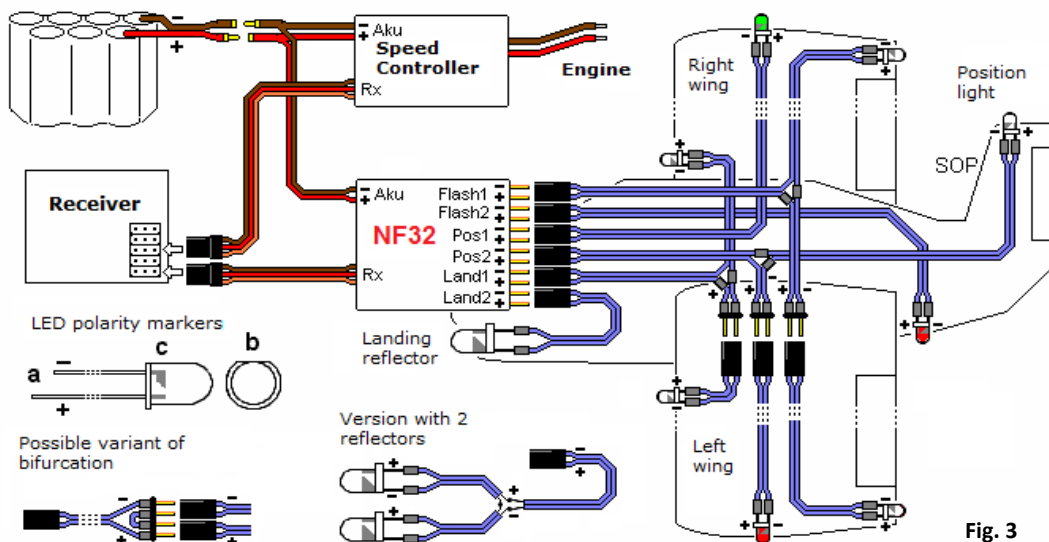 Aku
Speed
Controller
Rx
Engine
Right
wing
Position
light
SOP
Receiver
Aku
NF32
Rx
Flash1
Flash2
Pos1
Pos2
Land1
Land2
Landing
reflector
LED polarity markers
a
c
b
Possible variant of
bifurcation
Version with 2
reflectors
Left
wing
Fig. 3